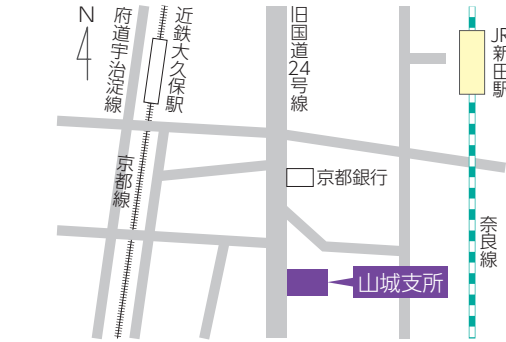 N
府道宇治淀線
近鉄大久保駅
旧国道24号線
JR新田駅
京都線
京都銀行
奈良線
山城支所